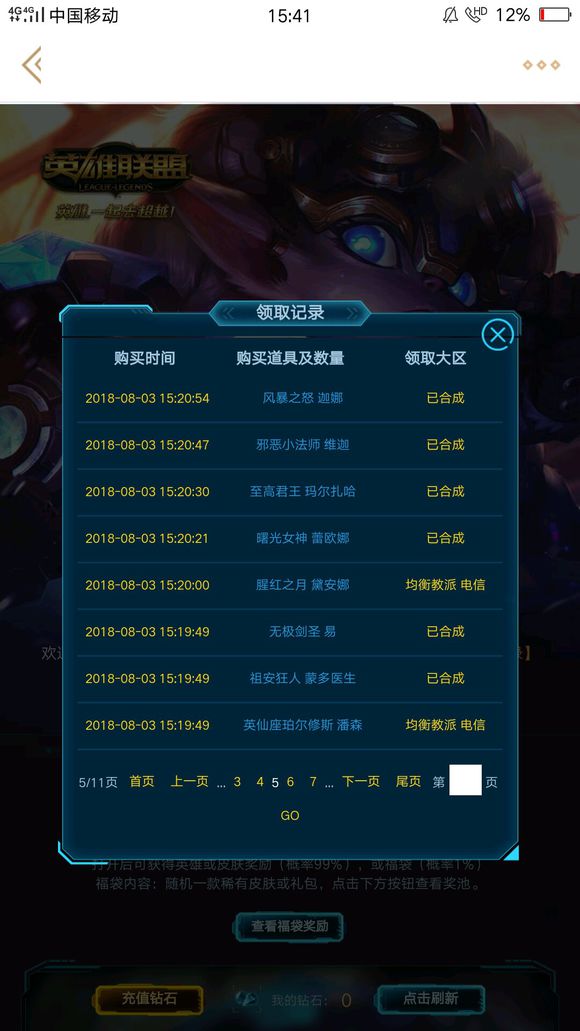 4G 4G 中国移动 15:41 HD 12%
英雄联盟
LEAGUE·LEGENDS
英雄,一起去超越!
领取记录
购买时间 购买道具及数量 领取大区
2018-08-03 15:20:54 风暴之怒 迦娜 已合成
2018-08-03 15:20:47 邪恶小法师 维迦 已合成
2018-08-03 15:20:30 至高君王 玛尔扎哈 已合成
2018-08-03 15:20:21 曙光女神 蕾欧娜 已合成
2018-08-03 15:20:00 腥红之月 黛安娜 均衡教派 电信
2018-08-03 15:19:49 无极剑圣 易 已合成
2018-08-03 15:19:49 祖安狂人 蒙多医生 已合成
2018-08-03 15:19:49 英仙座珀尔修斯 潘森 均衡教派 电信
5/11页 首页 上一页 ... 3 4 5 6 7 ... 下一页 尾页 第 页
GO
打开后可获得英雄或皮肤奖励（概率99%），或福袋（概率1%）
福袋内容：随机一款稀有皮肤或礼包，点击下方按钮查看奖池。
查看福袋奖励
充值钻石 我的钻石： 0 点击刷新